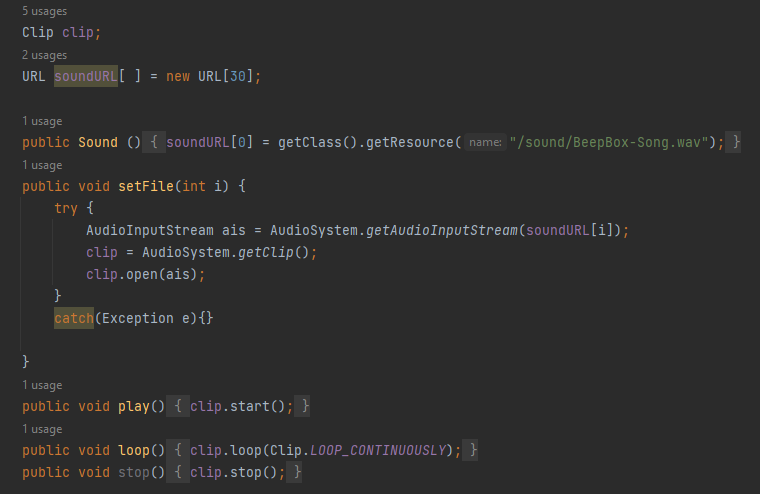 5 usages
Clip clip;
2 usages
URL soundURL[ ] = new URL[30];
1 usage
public Sound () { soundURL[0] = getClass().getResource( name: "/sound/BeepBox-Song.wav"); }
1 usage
public void setFile(int i) {
try {
AudioInputStream ais = AudioSystem.getAudioInputStream(soundURL[i]);
clip = AudioSystem.getClip();
clip.open(ais);
}
catch(Exception e){}
}
1 usage
public void play() { clip.start(); }
1 usage
public void loop() { clip.loop(Clip.LOOP_CONTINUOUSLY); }
public void stop() { clip.stop(); }